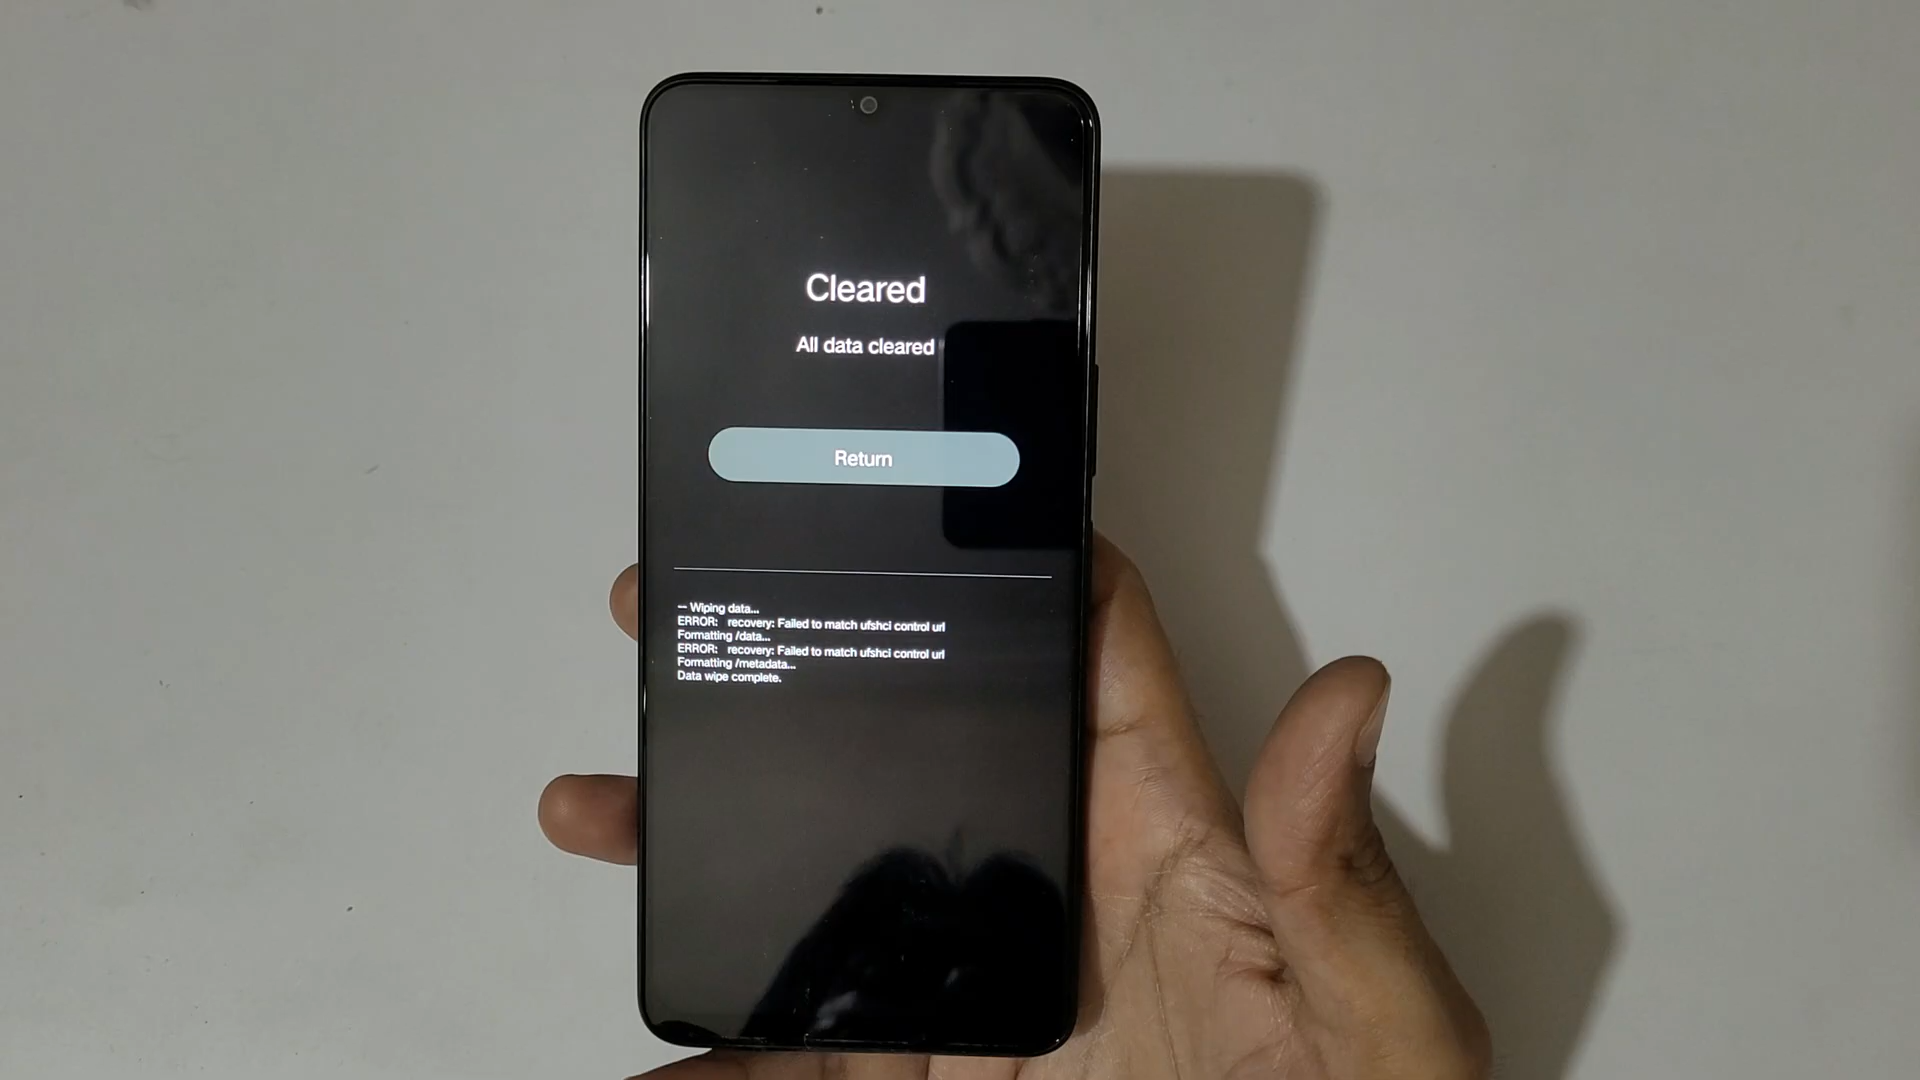 Cleared
All data cleared
Return
-- Wiping data...
ERROR: recovery: Failed to match ufshci control url
Formatting /data...
ERROR: recovery: Failed to match ufshci control url
Formatting /metadata...
Data wipe complete.